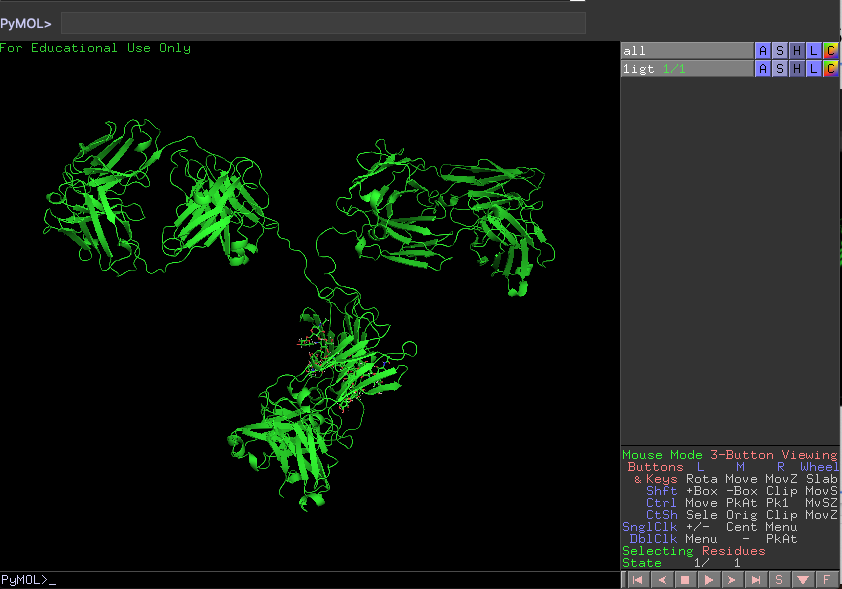 PyMOL>
For Educational Use Only
all A S H L C
1igt 1/1 A S H L C
Mouse Mode 3-Button Viewing
Buttons L M R Wheel
& Keys Rota Move MovZ Slab
Shft +Box -Box Clip MovS
Ctrl Move PkAt Pk1 MvSZ
CtSh Sele Orig Clip MovZ
SnglClk +/- Cent Menu
DblClk Menu - PkAt
Selecting Residues
State 1/ 1
PyMOL>_
S F